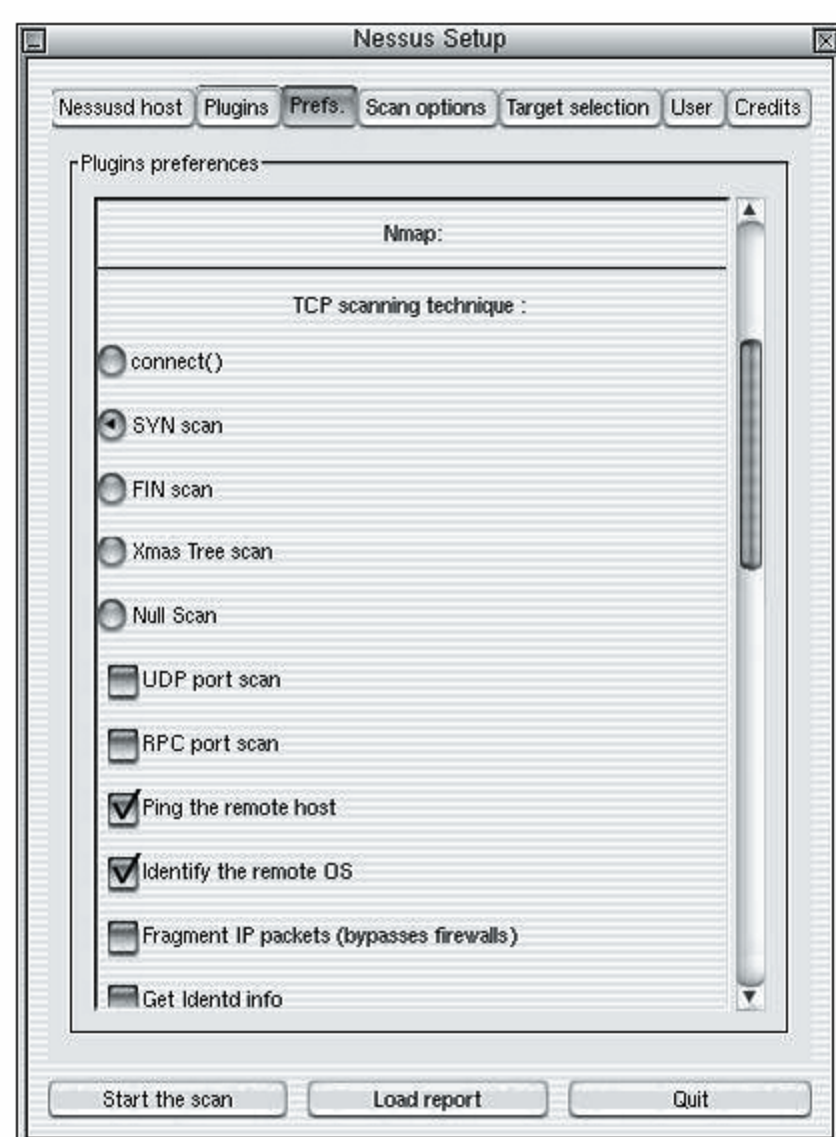 Nessus Setup
Nessusd host Plugins Prefs. Scan options Target selection User Credits
Plugins preferences
Nmap:
TCP scanning technique :
connect()
SYN scan
FIN scan
Xmas Tree scan
Null Scan
UDP port scan
RPC port scan
Ping the remote host
Identify the remote OS
Fragment IP packets (bypasses firewalls)
Get Identd info
Start the scan Load report Quit